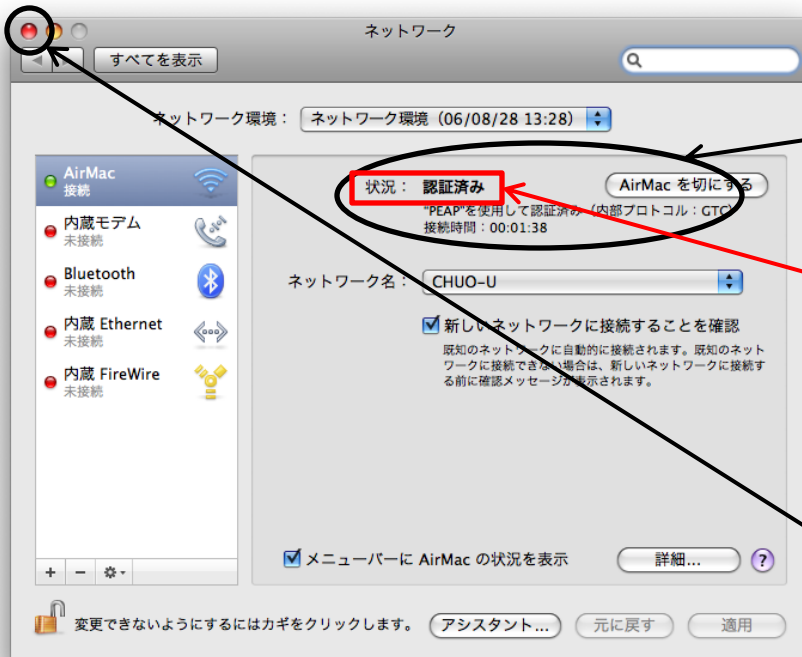 ネットワーク
すべてを表示
ネットワーク環境： ネットワーク環境（06/08/28 13:28）
AirMac
接続
内蔵モデム
未接続
Bluetooth
未接続
内蔵 Ethernet
未接続
内蔵 FireWire
未接続
状況： 認証済み
AirMac を切にする
"PEAP"を使用して認証済み（内部プロトコル：GTC）
接続時間：00:01:38
ネットワーク名： CHUO-U
新しいネットワークに接続することを確認
既知のネットワークに自動的に接続されます。既知のネット
ワークに接続できない場合は、新しいネットワークに接続す
る前に確認メッセージが表示されます。
メニューバーに AirMac の状況を表示
詳細... ?
+ −
変更できないようにするにはカギをクリックします。 アシスタント... 元に戻す 適用